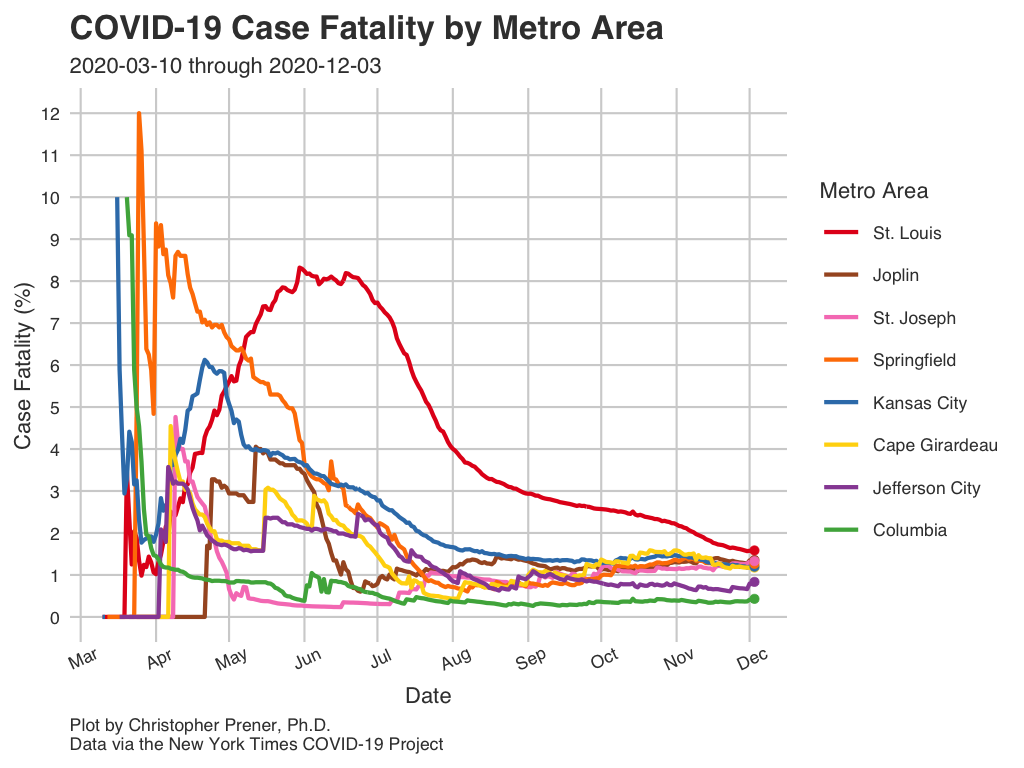 COVID-19 Case Fatality by Metro Area
2020-03-10 through 2020-12-03
Case Fatality (%)
12
11
10
9
8
7
6
5
4
3
2
1
0
Mar
Apr
May
Jun
Jul
Aug
Sep
Oct
Nov
Dec
Date
Metro Area
St. Louis
Joplin
St. Joseph
Springfield
Kansas City
Cape Girardeau
Jefferson City
Columbia
Plot by Christopher Prener, Ph.D.
Data via the New York Times COVID-19 Project